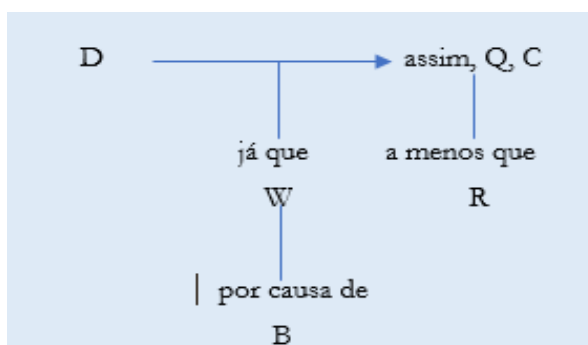 D assim, Q, C
já que a menos que
W R
por causa de
B